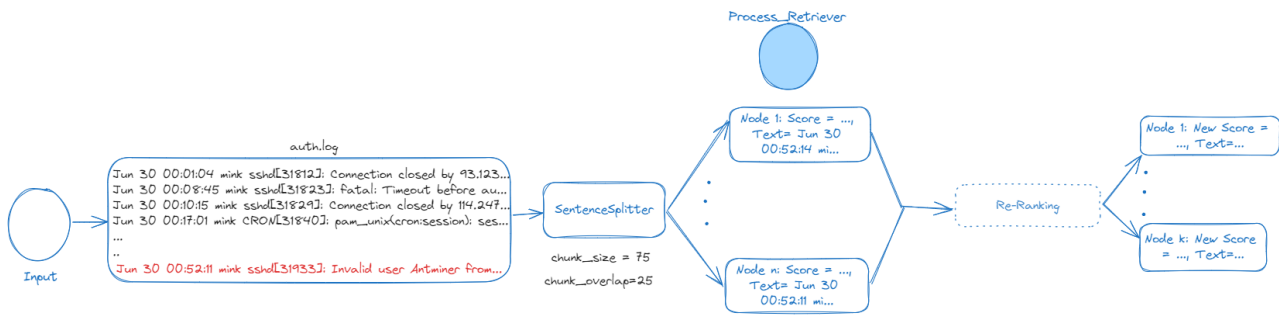 Process_Retriever
auth.log
Jun 30 00:01:04 mink sshd[31812]: Connection closed by 93.123...
Jun 30 00:08:45 mink sshd[31823]: fatal: Timeout before au...
Jun 30 00:10:15 mink sshd[31829]: Connection closed by 114.247...
Jun 30 00:17:01 mink CRON[31840]: pam_unix(cron:session): ses...
...
..
Jun 30 00:52:11 mink sshd[31933]: Invalid user Antminer from...
Input
SentenceSplitter
chunk_size = 75
chunk_overlap=25
Node 1: Score = ...,
Text= Jun 30
00:52:14 mi...
Node n: Score = ...,
Text= Jun 30
00:52:11 mi...
Re-Ranking
Node 1: New Score =
..., Text=...
Node k: New Score
= ..., Text=...